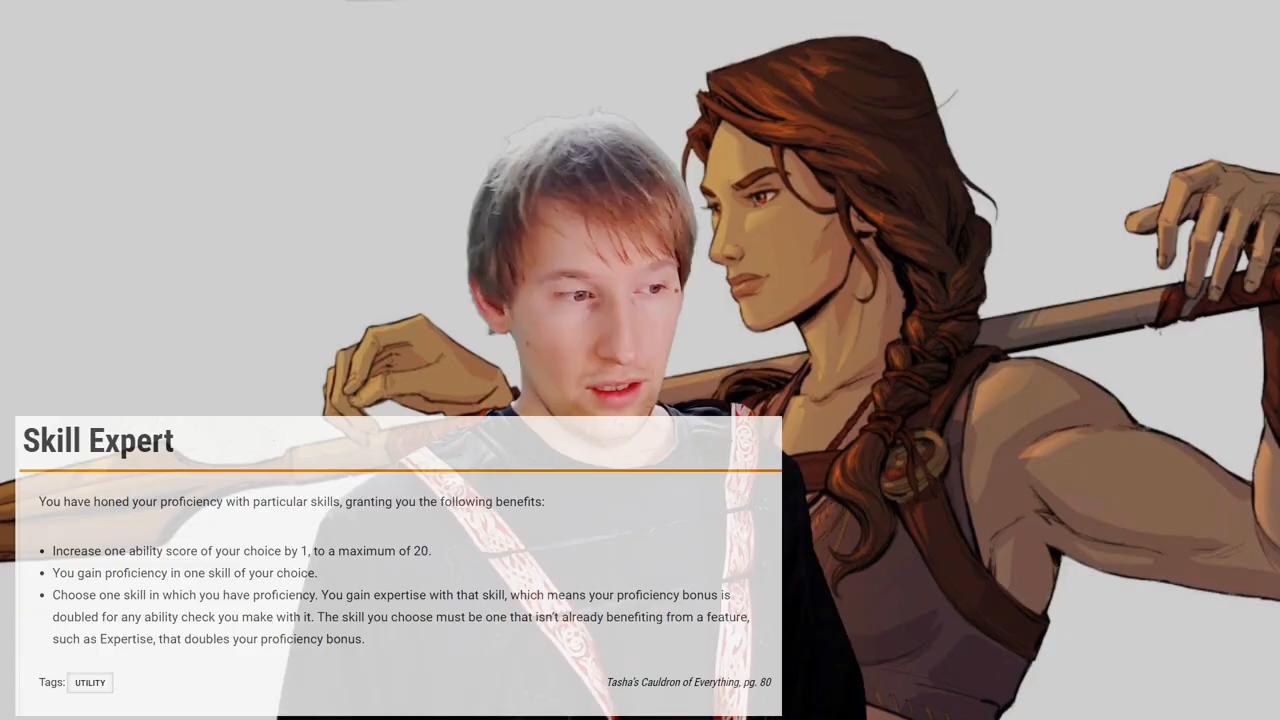 Skill Expert
You have honed your proficiency with particular skills, granting you the following benefits:
• Increase one ability score of your choice by 1, to a maximum of 20.
• You gain proficiency in one skill of your choice.
• Choose one skill in which you have proficiency. You gain expertise with that skill, which means your proficiency bonus is
doubled for any ability check you make with it. The skill you choose must be one that isn't already benefiting from a feature,
such as Expertise, that doubles your proficiency bonus.
Tags: UTILITY Tasha's Cauldron of Everything, pg. 80